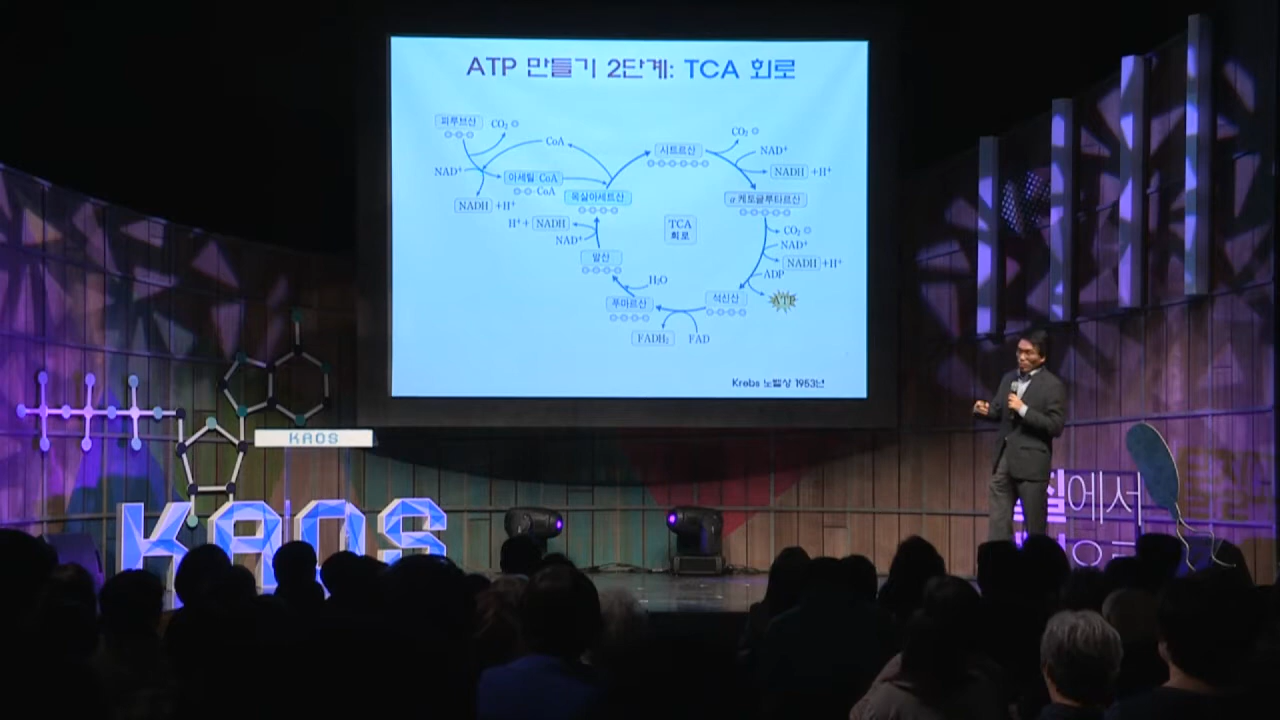 ATP 만들기 2단계: TCA 회로
피루브산
CO₂
CoA
NAD⁺
아세틸 CoA
CoA
NADH +H⁺
시트르산
CO₂
NAD⁺
NADH +H⁺
α 케토글루타르산
CO₂
NAD⁺
NADH +H⁺
ADP
ATP
석신산
FAD
FADH₂
푸마르산
H₂O
말산
NAD⁺
H⁺+ NADH
옥살아세트산
TCA
회로
Krebs 노벨상 1953년
KAOS
KAOS
에서